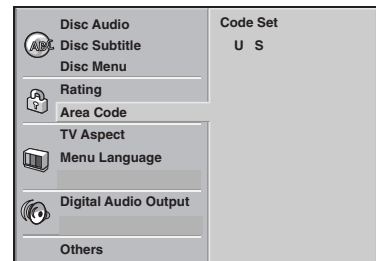 Disc Audio
ABC Disc Subtitle
Disc Menu
Rating
Area Code
TV Aspect
Menu Language
Digital Audio Output
Others
Code Set
U S